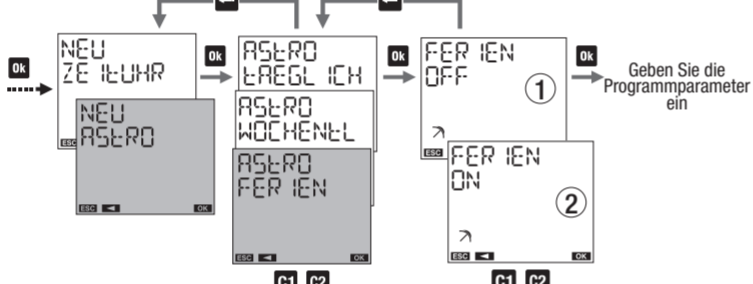 Ok
NEU
ZEITUHR
ESC
NEU
ASTRO
ESC
OK
Ok
ASTRO
TAEGLICH
ASTRO
WOCHENTL
ASTRO
FERIEN
ESC
OK
C1 C2
Ok
FERIEN
OFF
1
ESC
FERIEN
ON
2
ESC
OK
C1 C2
Ok
Geben Sie die
Programmparameter
ein